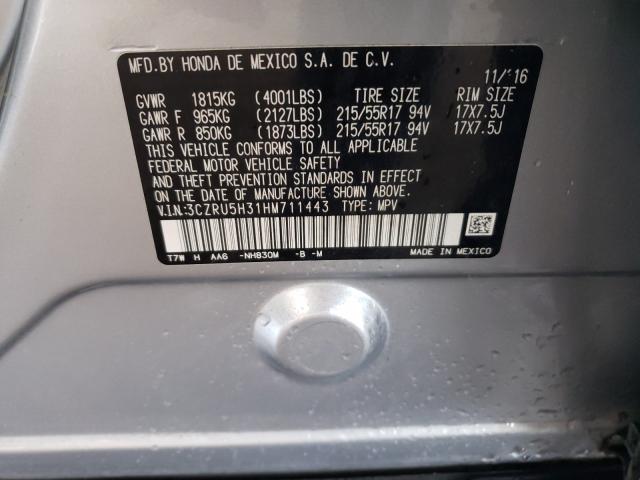 MFD.BY HONDA DE MEXICO S.A. DE C.V.
11/16
GVWR 1815KG (4001LBS) TIRE SIZE RIM SIZE
GAWR F 965KG (2127LBS) 215/55R17 94V 17X7.5J
GAWR R 850KG (1873LBS) 215/55R17 94V 17X7.5J
THIS VEHICLE CONFORMS TO ALL APPLICABLE
FEDERAL MOTOR VEHICLE SAFETY
AND THEFT PREVENTION STANDARDS IN EFFECT
ON THE DATE OF MANUFACTURE SHOWN ABOVE.
V.I.N:3CZRU5H31HM711443 TYPE: MPV
T7W H AA6 -NH830M -B -M MADE IN MEXICO